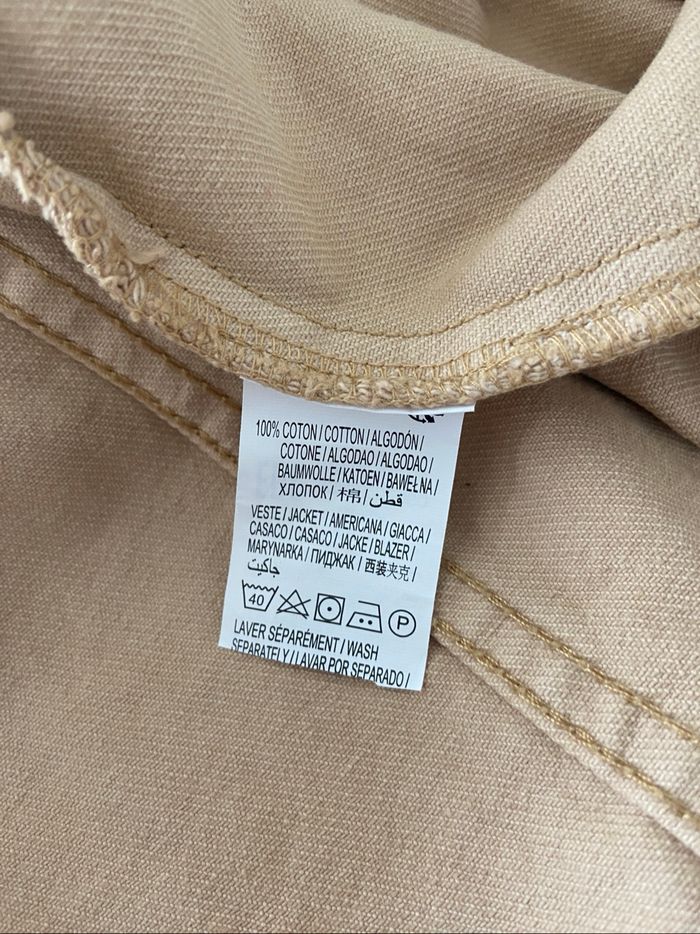 100% COTON / COTTON / ALGODÓN /
COTONE / ALGODAO / ALGODAO /
BAUMWOLLE / KATOEN / BAWEŁNA /
ХЛОПОК / 棉 / قطن
VESTE / JACKET / AMERICANA / GIACCA /
CASACO / CASACO / JACKE / BLAZER /
MARYNARKA / ПИДЖАК / 西装夹克 /
جاكيت
40 P
LAVER SÉPARÉMENT / WASH
SEPARATELY / LAVAR POR SEPARADO /